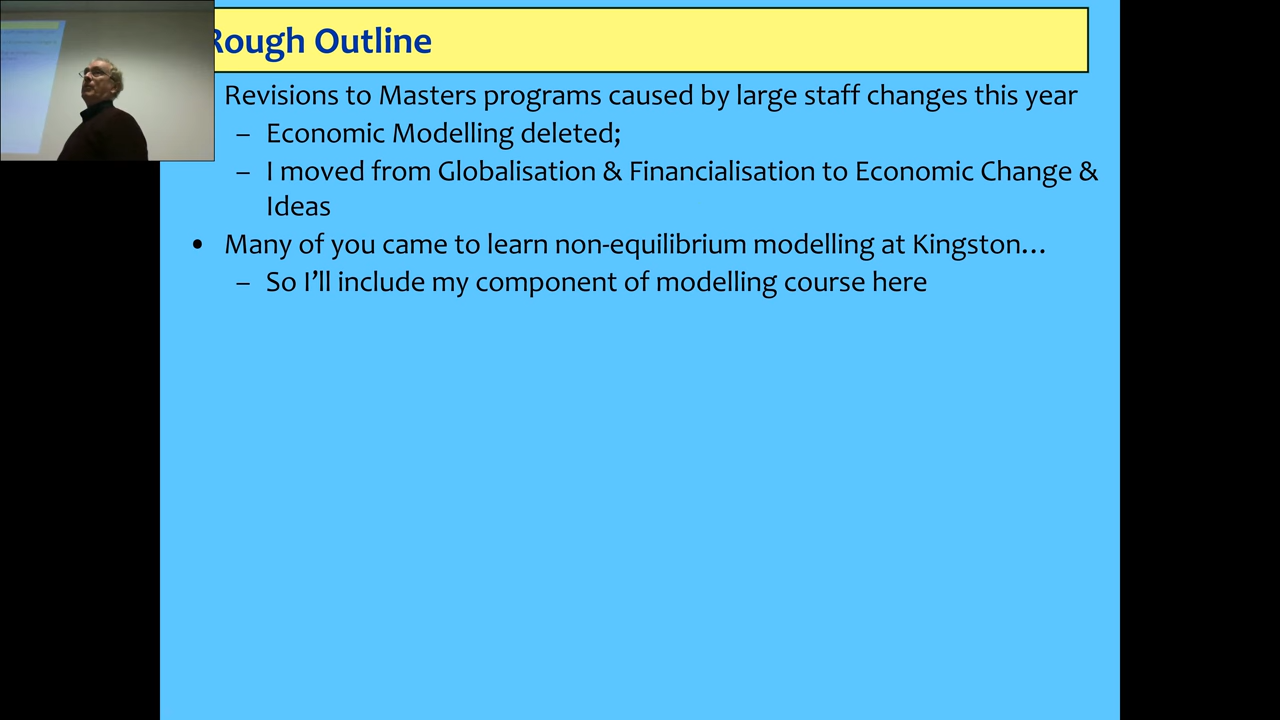 Rough Outline
Revisions to Masters programs caused by large staff changes this year
– Economic Modelling deleted;
– I moved from Globalisation & Financialisation to Economic Change &
Ideas
• Many of you came to learn non-equilibrium modelling at Kingston…
– So I’ll include my component of modelling course here